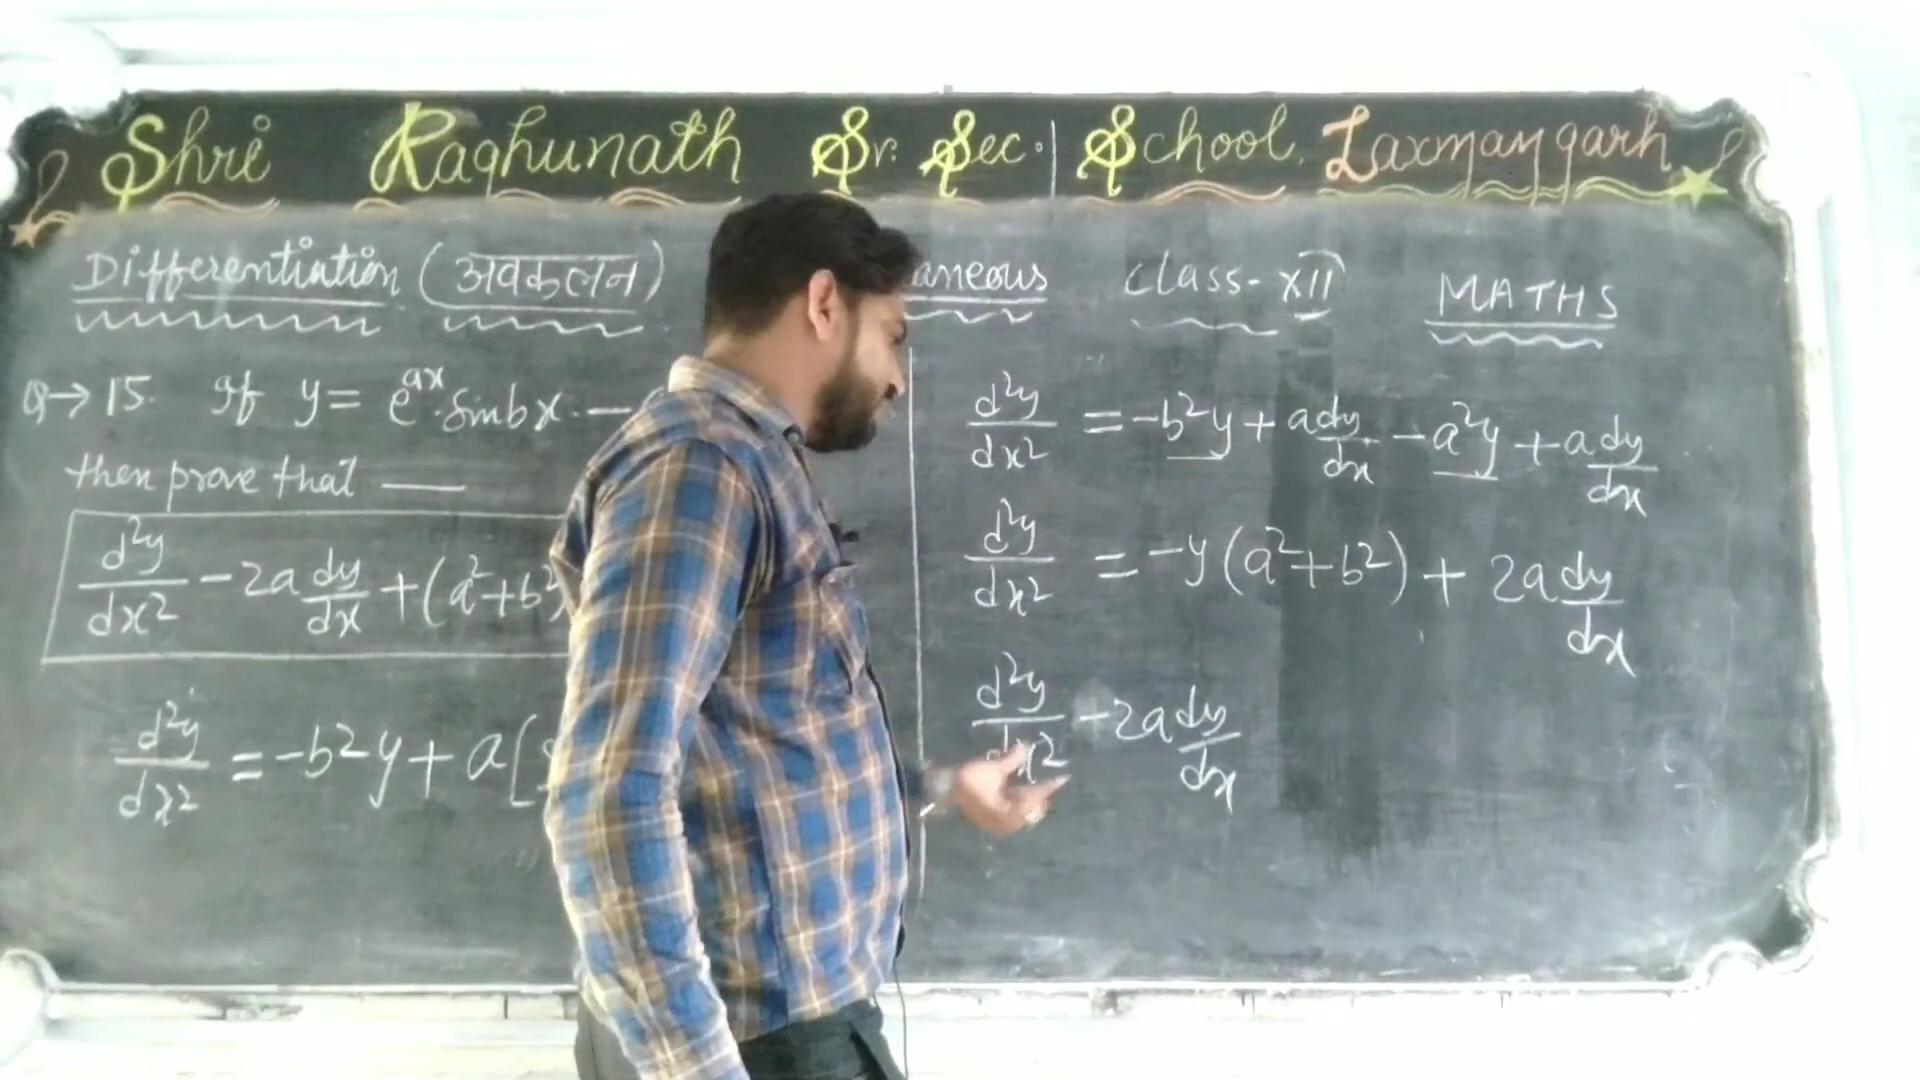 Shri Raghunath Sr. Sec. School. Laxmangarh
Differentiation (अवकलन) aneous Class-XII MATHS
Q→15. If y = e^ax . Sin bx. —
then prove that —
d²y/dx² - 2a dy/dx + (a²+b²
d²y/dx² = -b²y + a[
d²y/dx² = -b²y + a dy/dx - a²y + a dy/dx
d²y/dx² = -y(a²+b²) + 2a dy/dx
d²y/dx² - 2a dy/dx